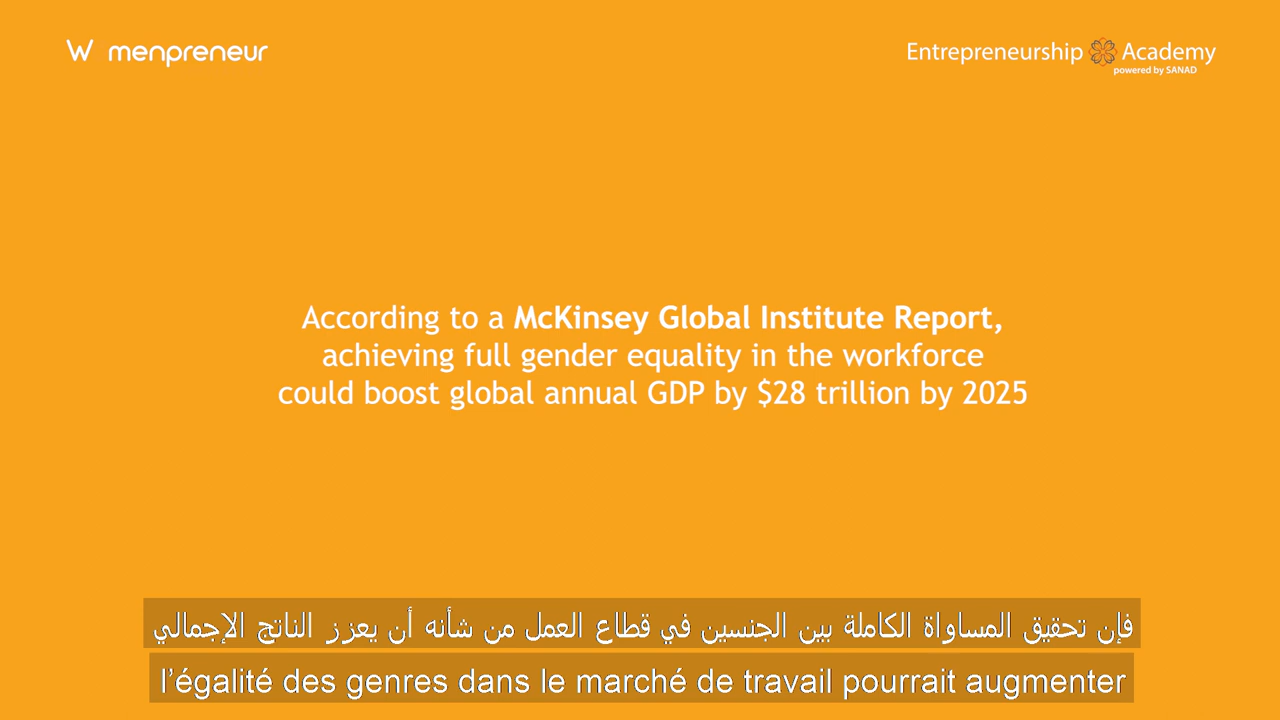 W menpreneur
Entrepreneurship Academy
powered by SANAD
According to a McKinsey Global Institute Report,
achieving full gender equality in the workforce
could boost global annual GDP by $28 trillion by 2025
فإن تحقيق المساواة الكاملة بين الجنسين في قطاع العمل من شأنه أن يعزز الناتج الإجمالي
l’égalité des genres dans le marché de travail pourrait augmenter